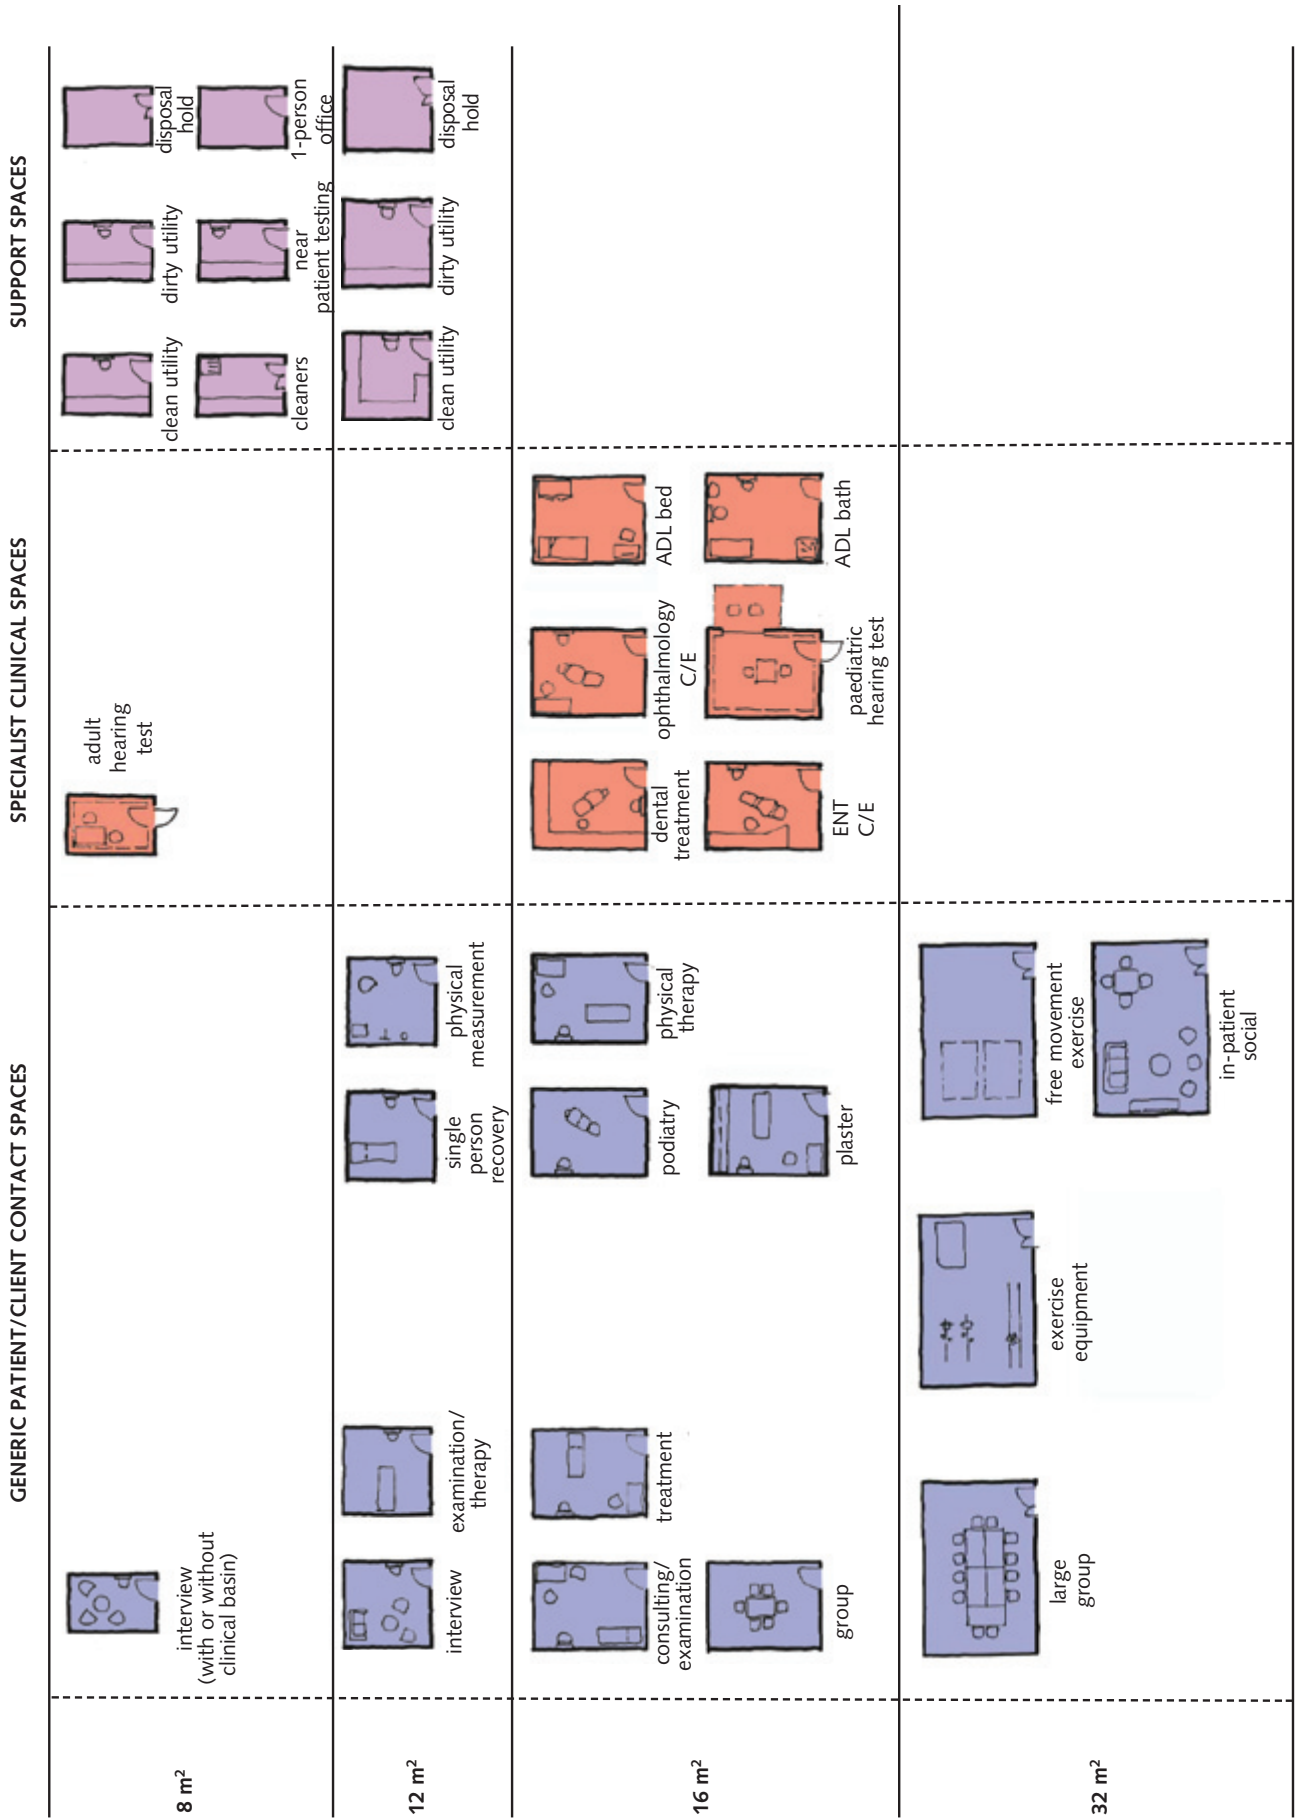 GENERIC PATIENT/CLIENT CONTACT SPACES
SPECIALIST CLINICAL SPACES
SUPPORT SPACES
8 m²
interview
(with or without
clinical basin)
adult
hearing
test
clean utility
dirty utility
disposal
hold
cleaners
near
patient testing
1-person
office
12 m²
interview
examination/
therapy
single
person
recovery
physical
measurement
clean utility
dirty utility
disposal
hold
16 m²
consulting/
examination
treatment
podiatry
physical
therapy
dental
treatment
ophthalmology
C/E
ADL bed
group
plaster
ENT
C/E
paediatric
hearing test
ADL bath
32 m²
large
group
exercise
equipment
free movement
exercise
in-patient
social